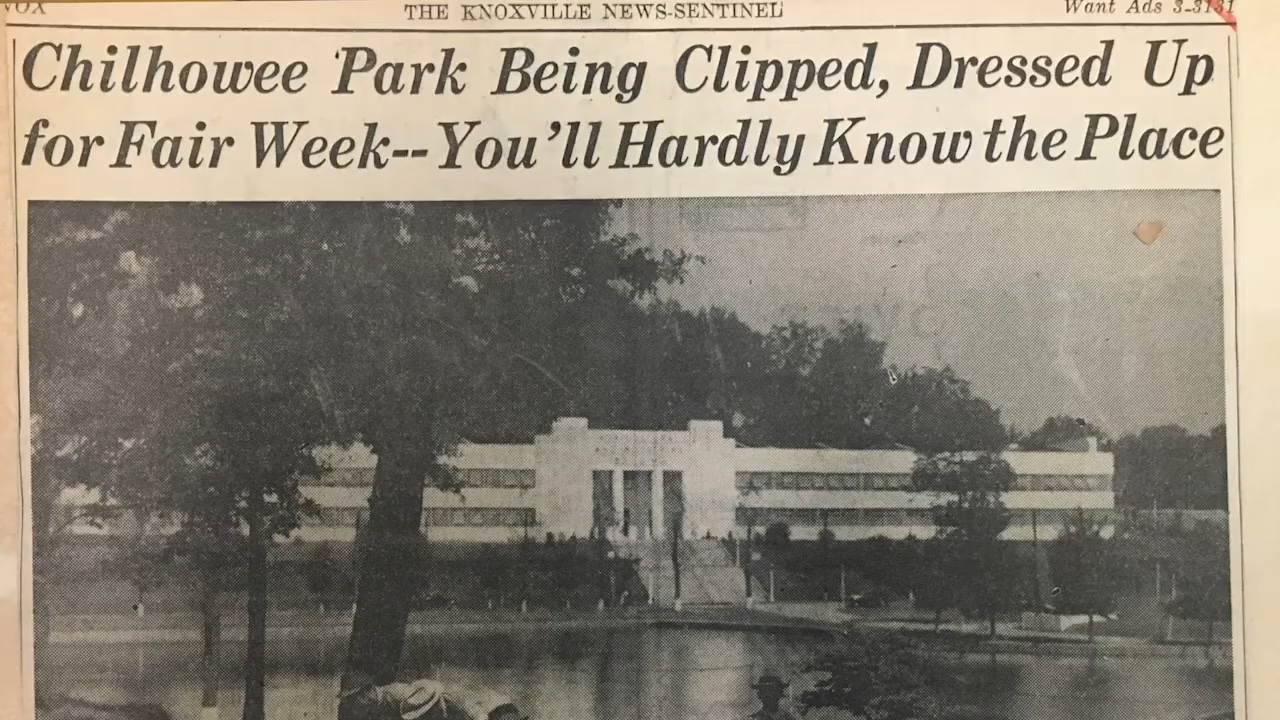 VOX
THE KNOXVILLE NEWS-SENTINEL
Want Ads 3-3131
Chilhowee Park Being Clipped, Dressed Up
for Fair Week--You'll Hardly Know the Place